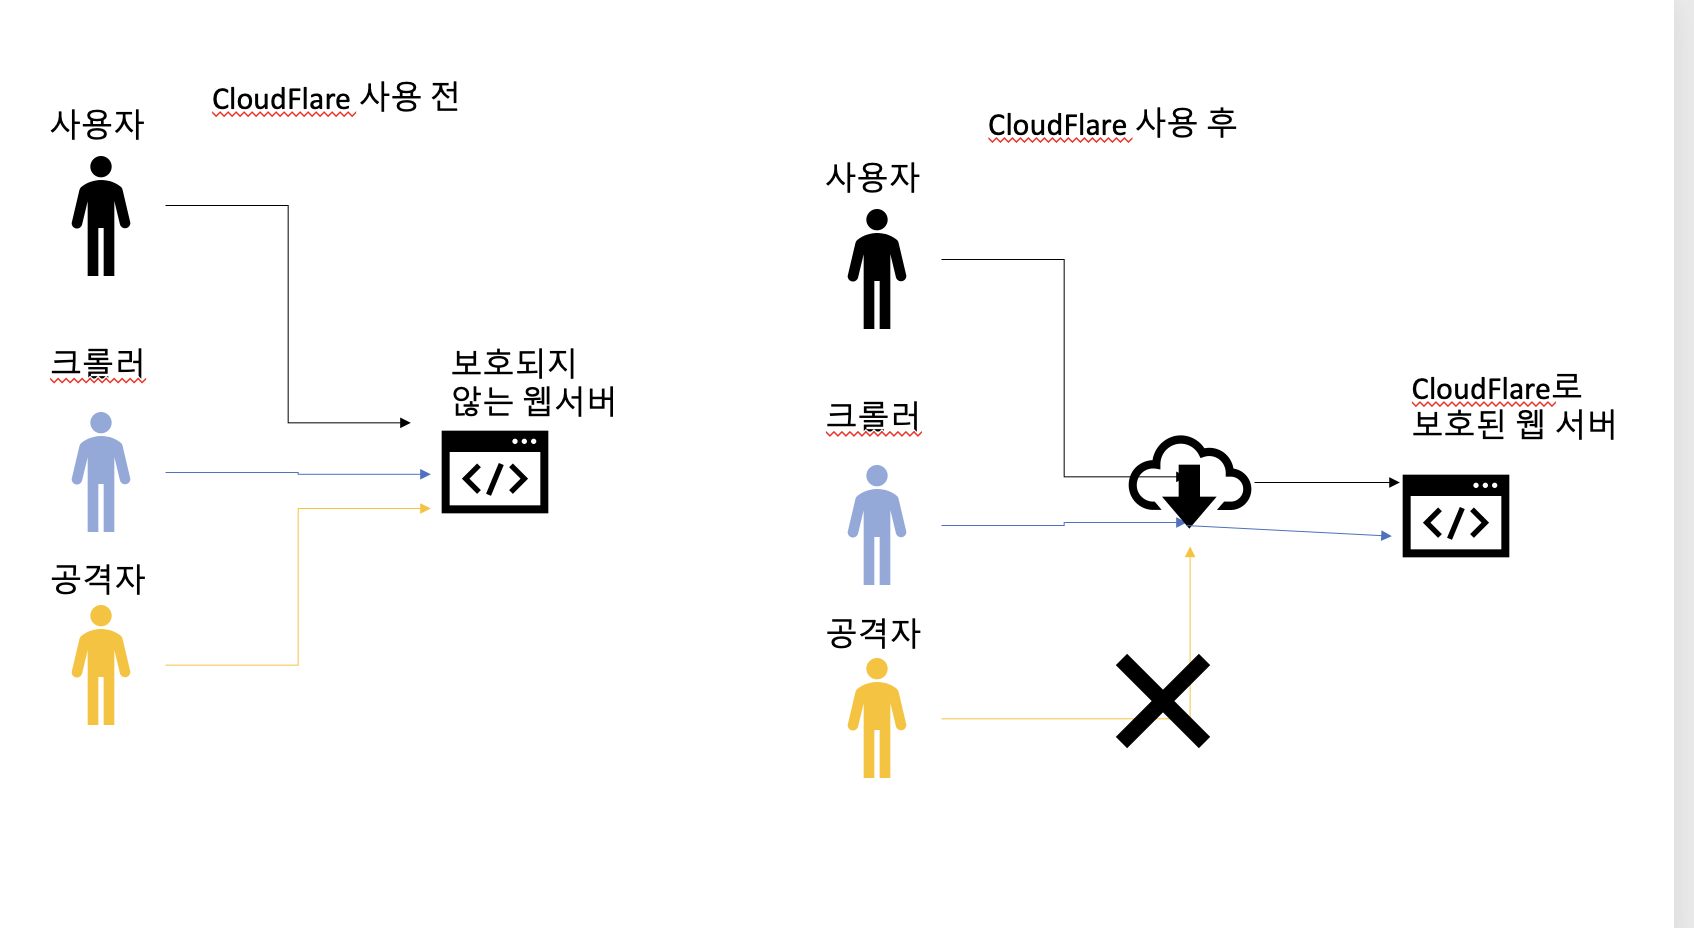 CloudFlare 사용 전
사용자
크롤러
보호되지
않는 웹서버
</>
공격자
CloudFlare 사용 후
사용자
크롤러
CloudFlare로
보호된 웹 서버
</>
공격자